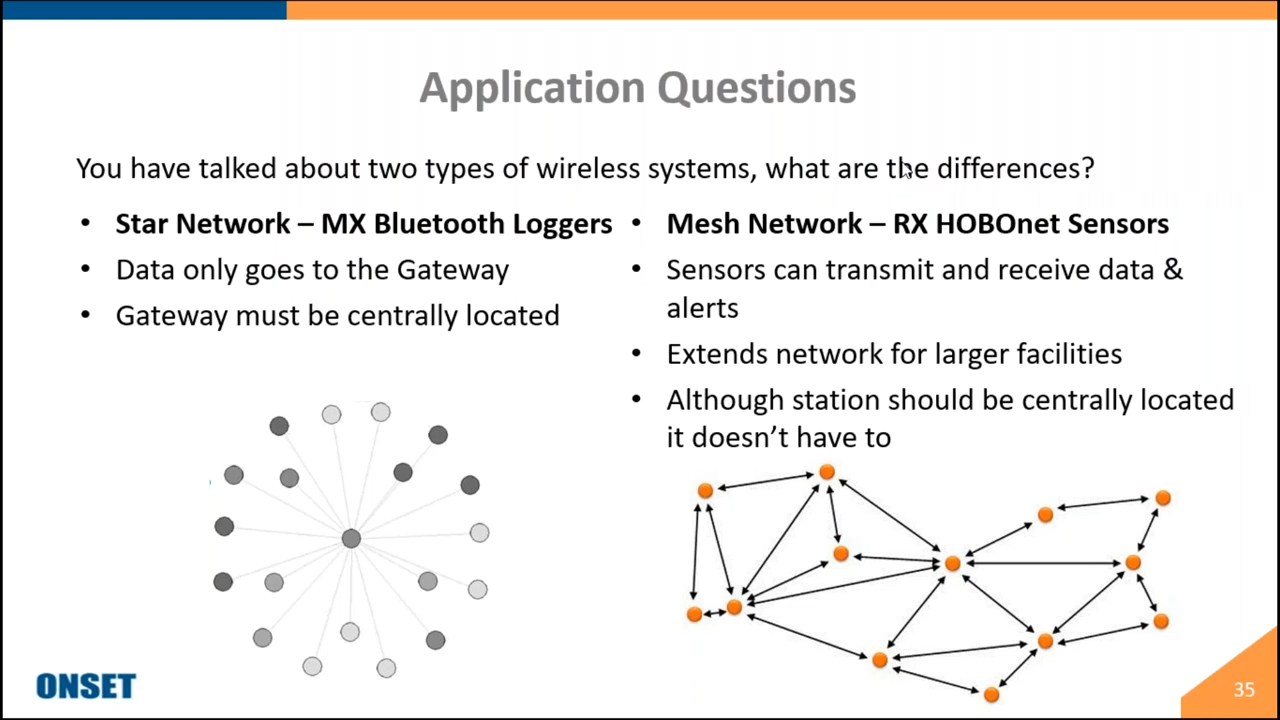 Application Questions
You have talked about two types of wireless systems, what are the differences?
• Star Network – MX Bluetooth Loggers
• Data only goes to the Gateway
• Gateway must be centrally located
• Mesh Network – RX HOBOnet Sensors
• Sensors can transmit and receive data &
alerts
• Extends network for larger facilities
• Although station should be centrally located
it doesn’t have to
ONSET
35